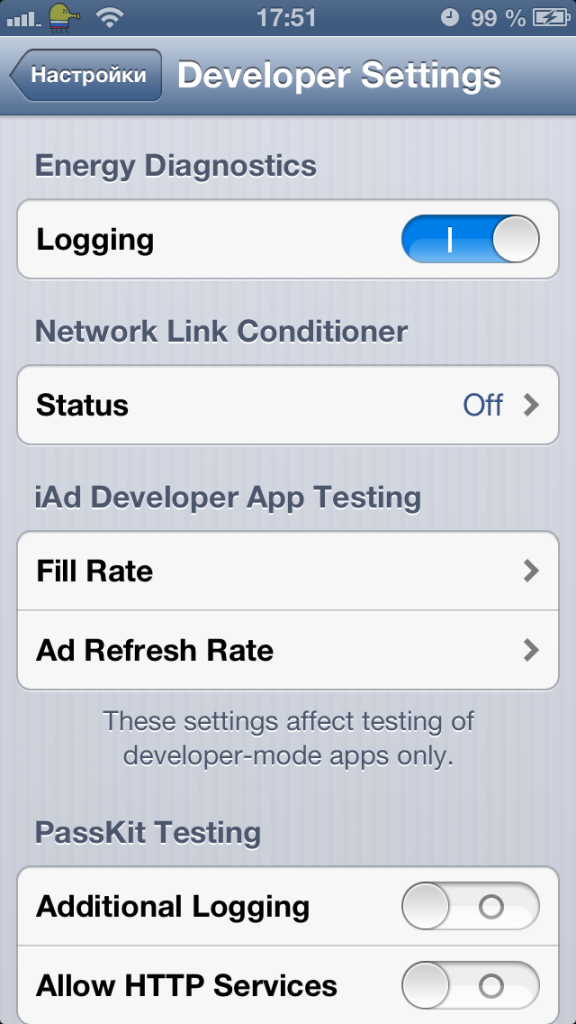 17:51
99 %
Настройки
Developer Settings
Energy Diagnostics
Logging
Network Link Conditioner
Status Off
iAd Developer App Testing
Fill Rate
Ad Refresh Rate
These settings affect testing of
developer-mode apps only.
PassKit Testing
Additional Logging
Allow HTTP Services